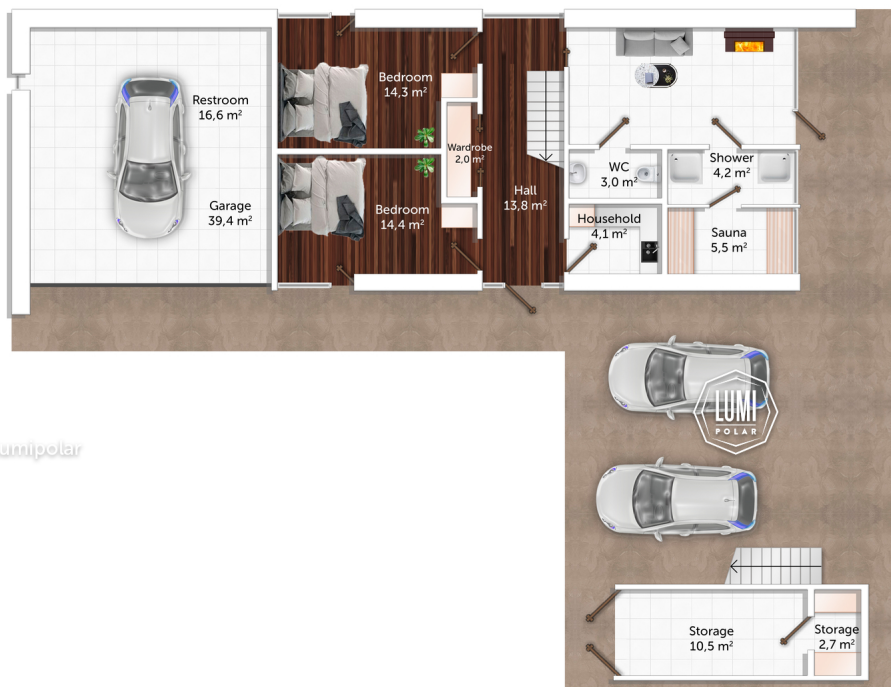 Restroom
16,6 m²
Garage
39,4 m²
Bedroom
14,3 m²
Wardrobe
2,0 m²
Bedroom
14,4 m²
Hall
13,8 m²
WC
3,0 m²
Shower
4,2 m²
Household
4,1 m²
Sauna
5,5 m²
LUMI
POLAR
umipolar
Storage
10,5 m²
Storage
2,7 m²